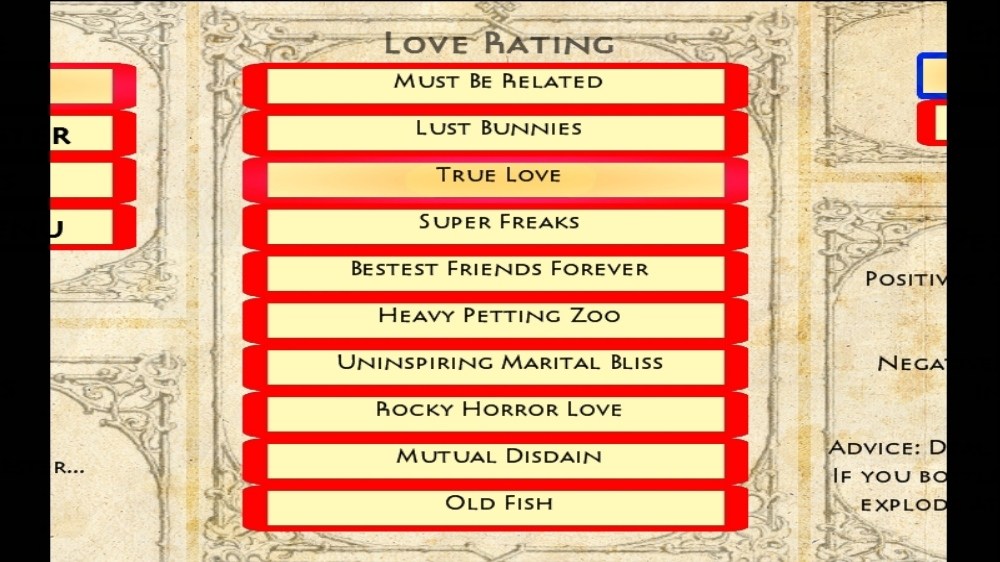 Love Rating
Must Be Related
Lust Bunnies
True Love
Super Freaks
Bestest Friends Forever
Heavy Petting Zoo
Uninspiring Marital Bliss
Rocky Horror Love
Mutual Disdain
Old Fish
R
U
R...
Positiv
Nega
Advice: D
If you bo
explod